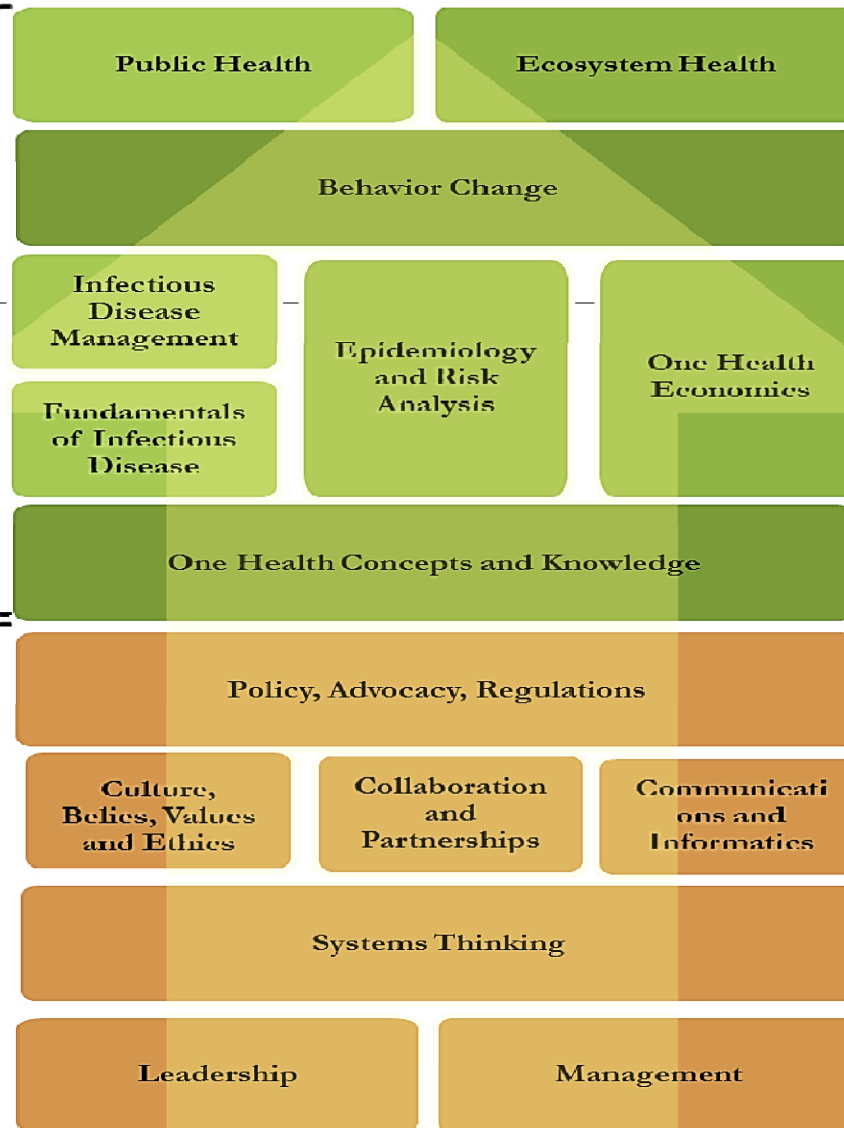 Public Health
Ecosystem Health
Behavior Change
Infectious
Disease
Management
Fundamentals
of Infectious
Disease
Epidemiology
and Risk
Analysis
One Health
Economics
One Health Concepts and Knowledge
Policy, Advocacy, Regulations
Culture,
Belies, Values
and Ethics
Collaboration
and
Partnerships
Communicati
ons and
Informatics
Systems Thinking
Leadership
Management